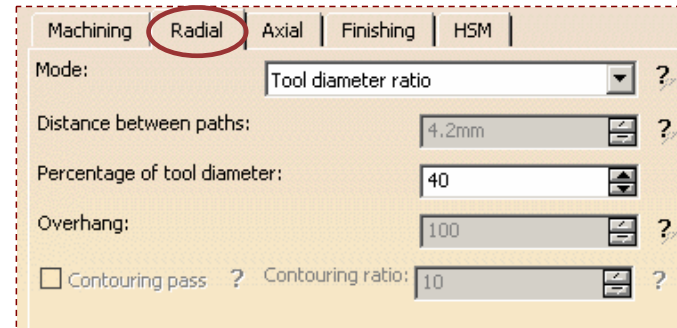 Machining Radial Axial Finishing HSM
Mode: Tool diameter ratio ?
Distance between paths: 4.2mm ?
Percentage of tool diameter: 40
Overhang: 100 ?
Contouring pass ? Contouring ratio: 10 ?